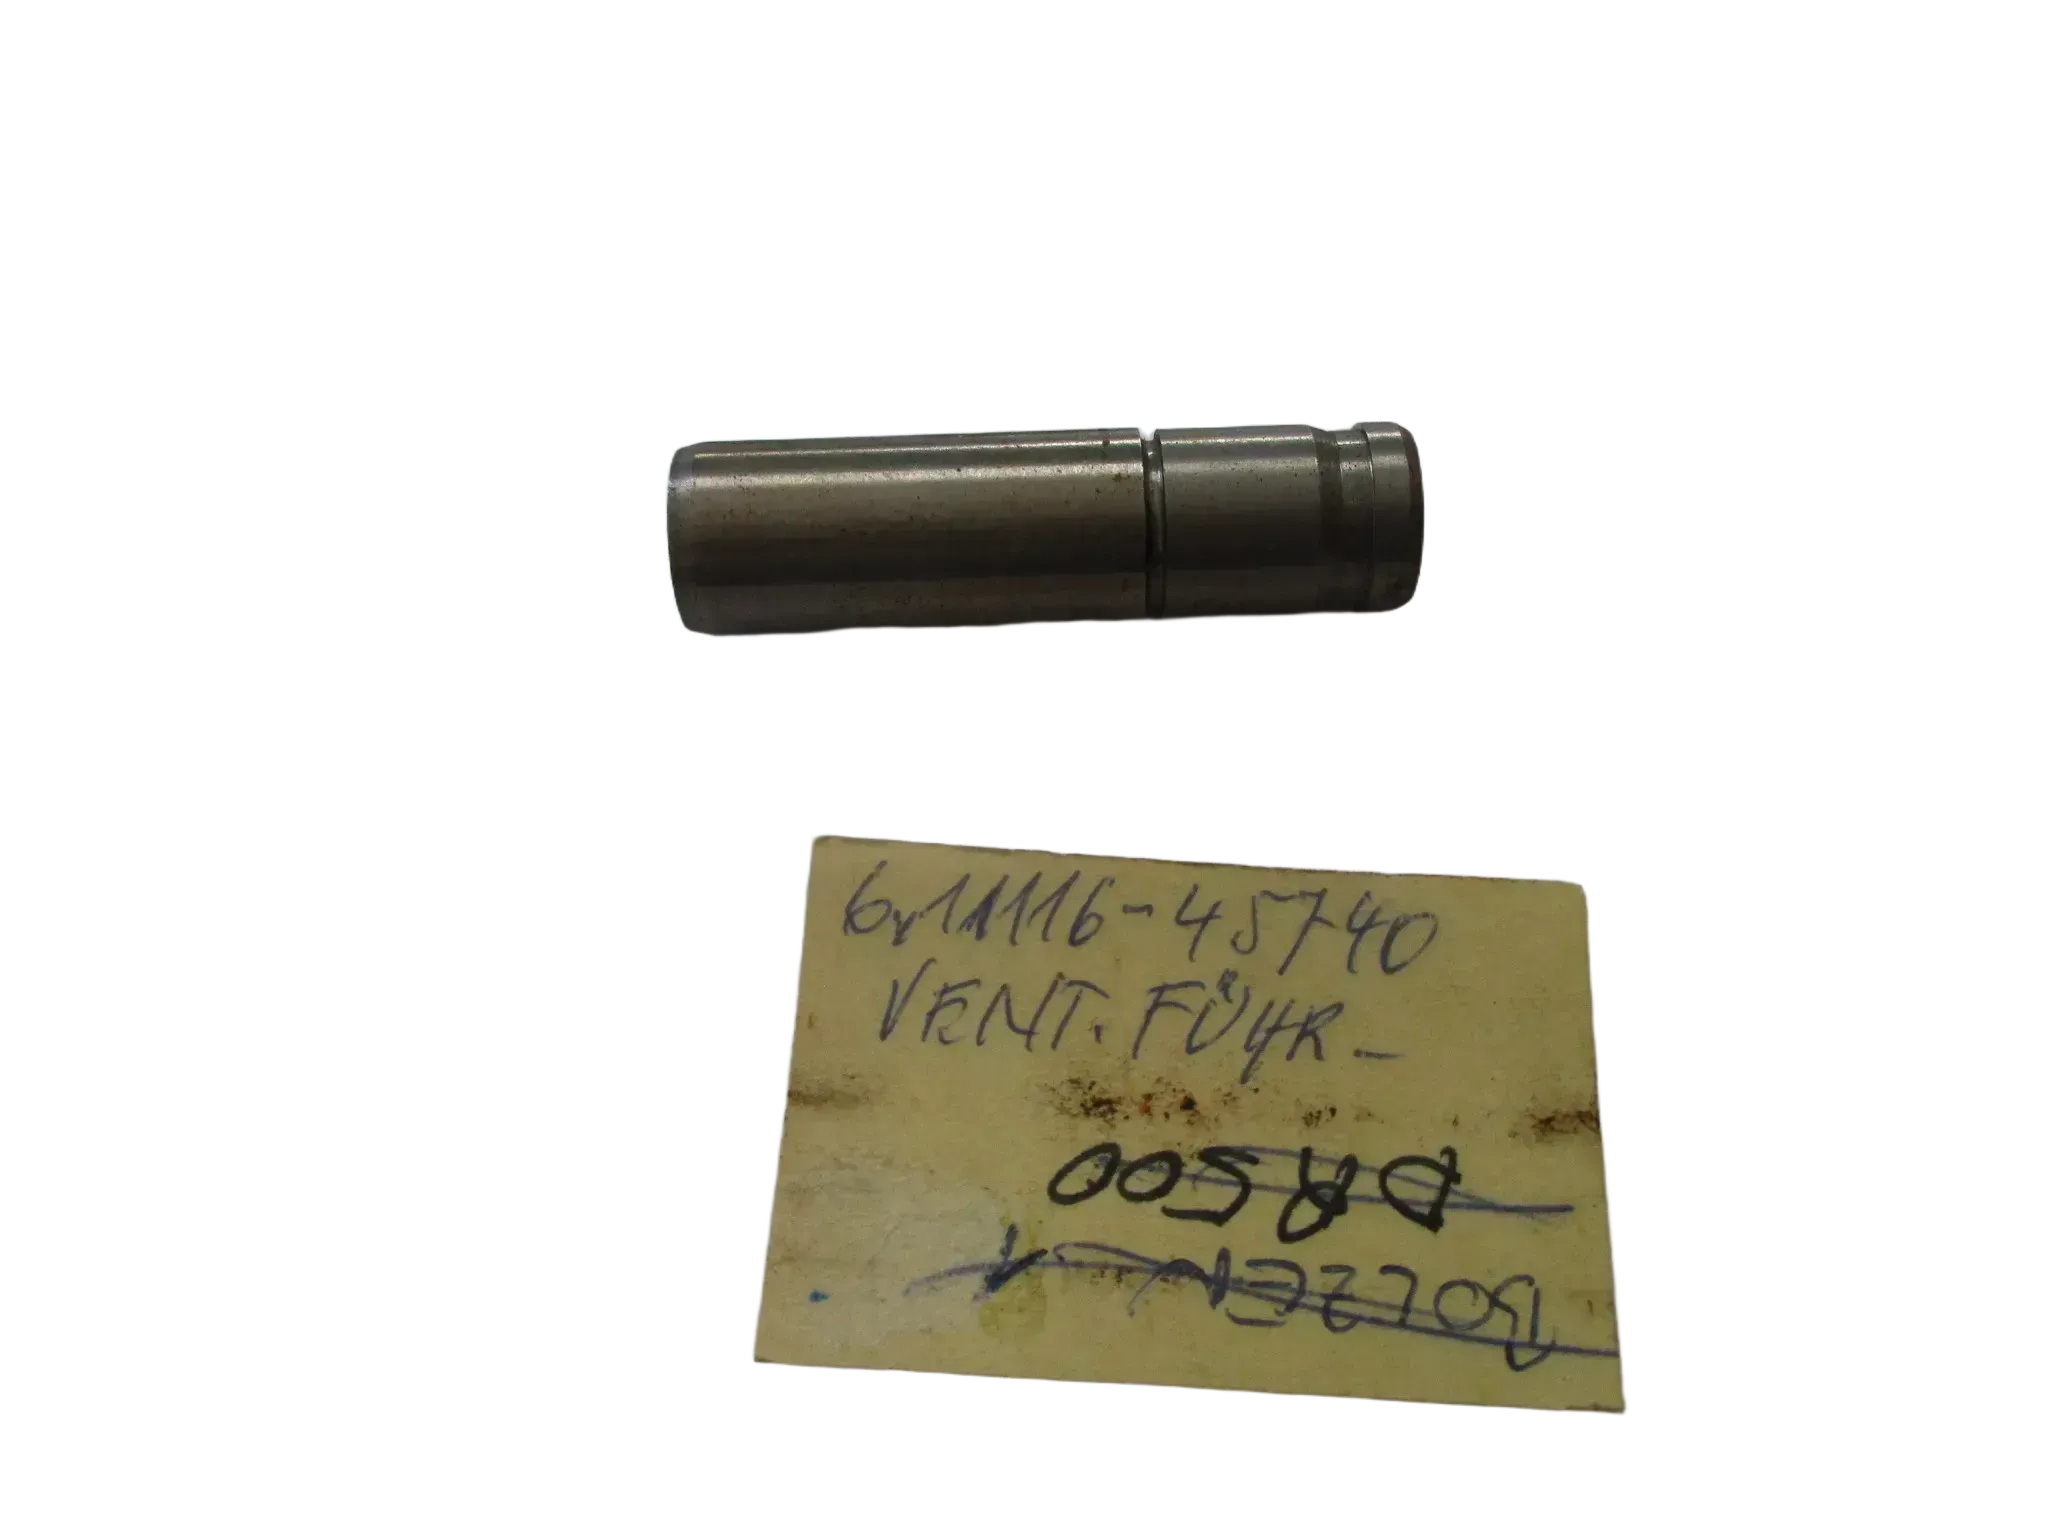 6x11116-45740
VENT. FÜHR-
DR500
BOLZEN